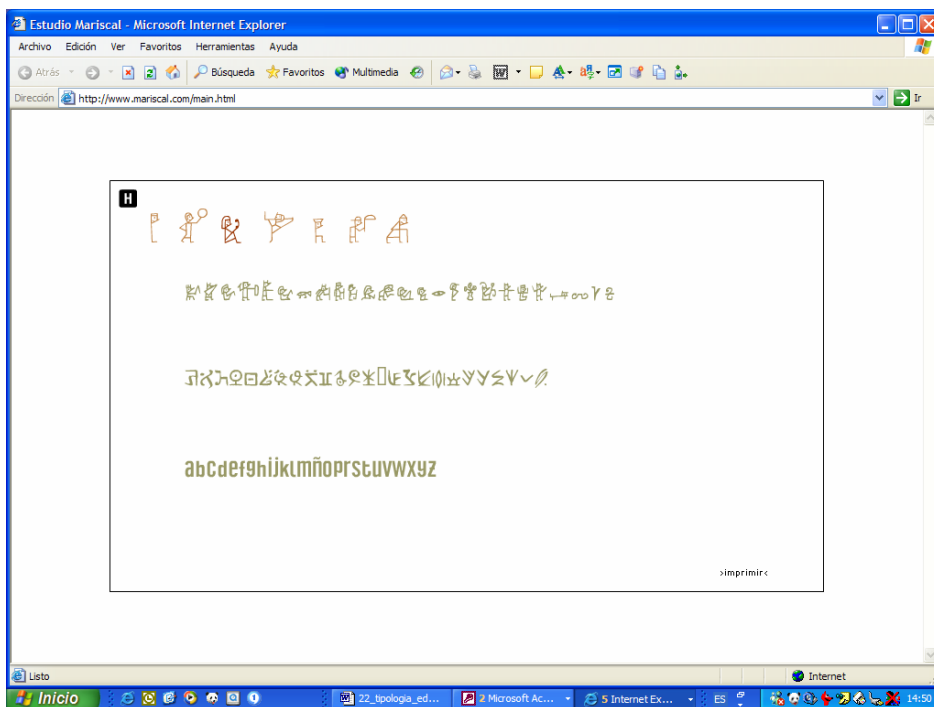 Estudio Mariscal - Microsoft Internet Explorer
Archivo Edición Ver Favoritos Herramientas Ayuda
Atrás Búsqueda Favoritos Multimedia
Dirección http://www.mariscal.com/main.html Ir
H
abcdefghijklmñoprstuvwxyz
>imprimir<
Listo Internet
Inicio 22_tipologia_ed... 2 Microsoft Ac... 5 Internet Ex... ES 14:50